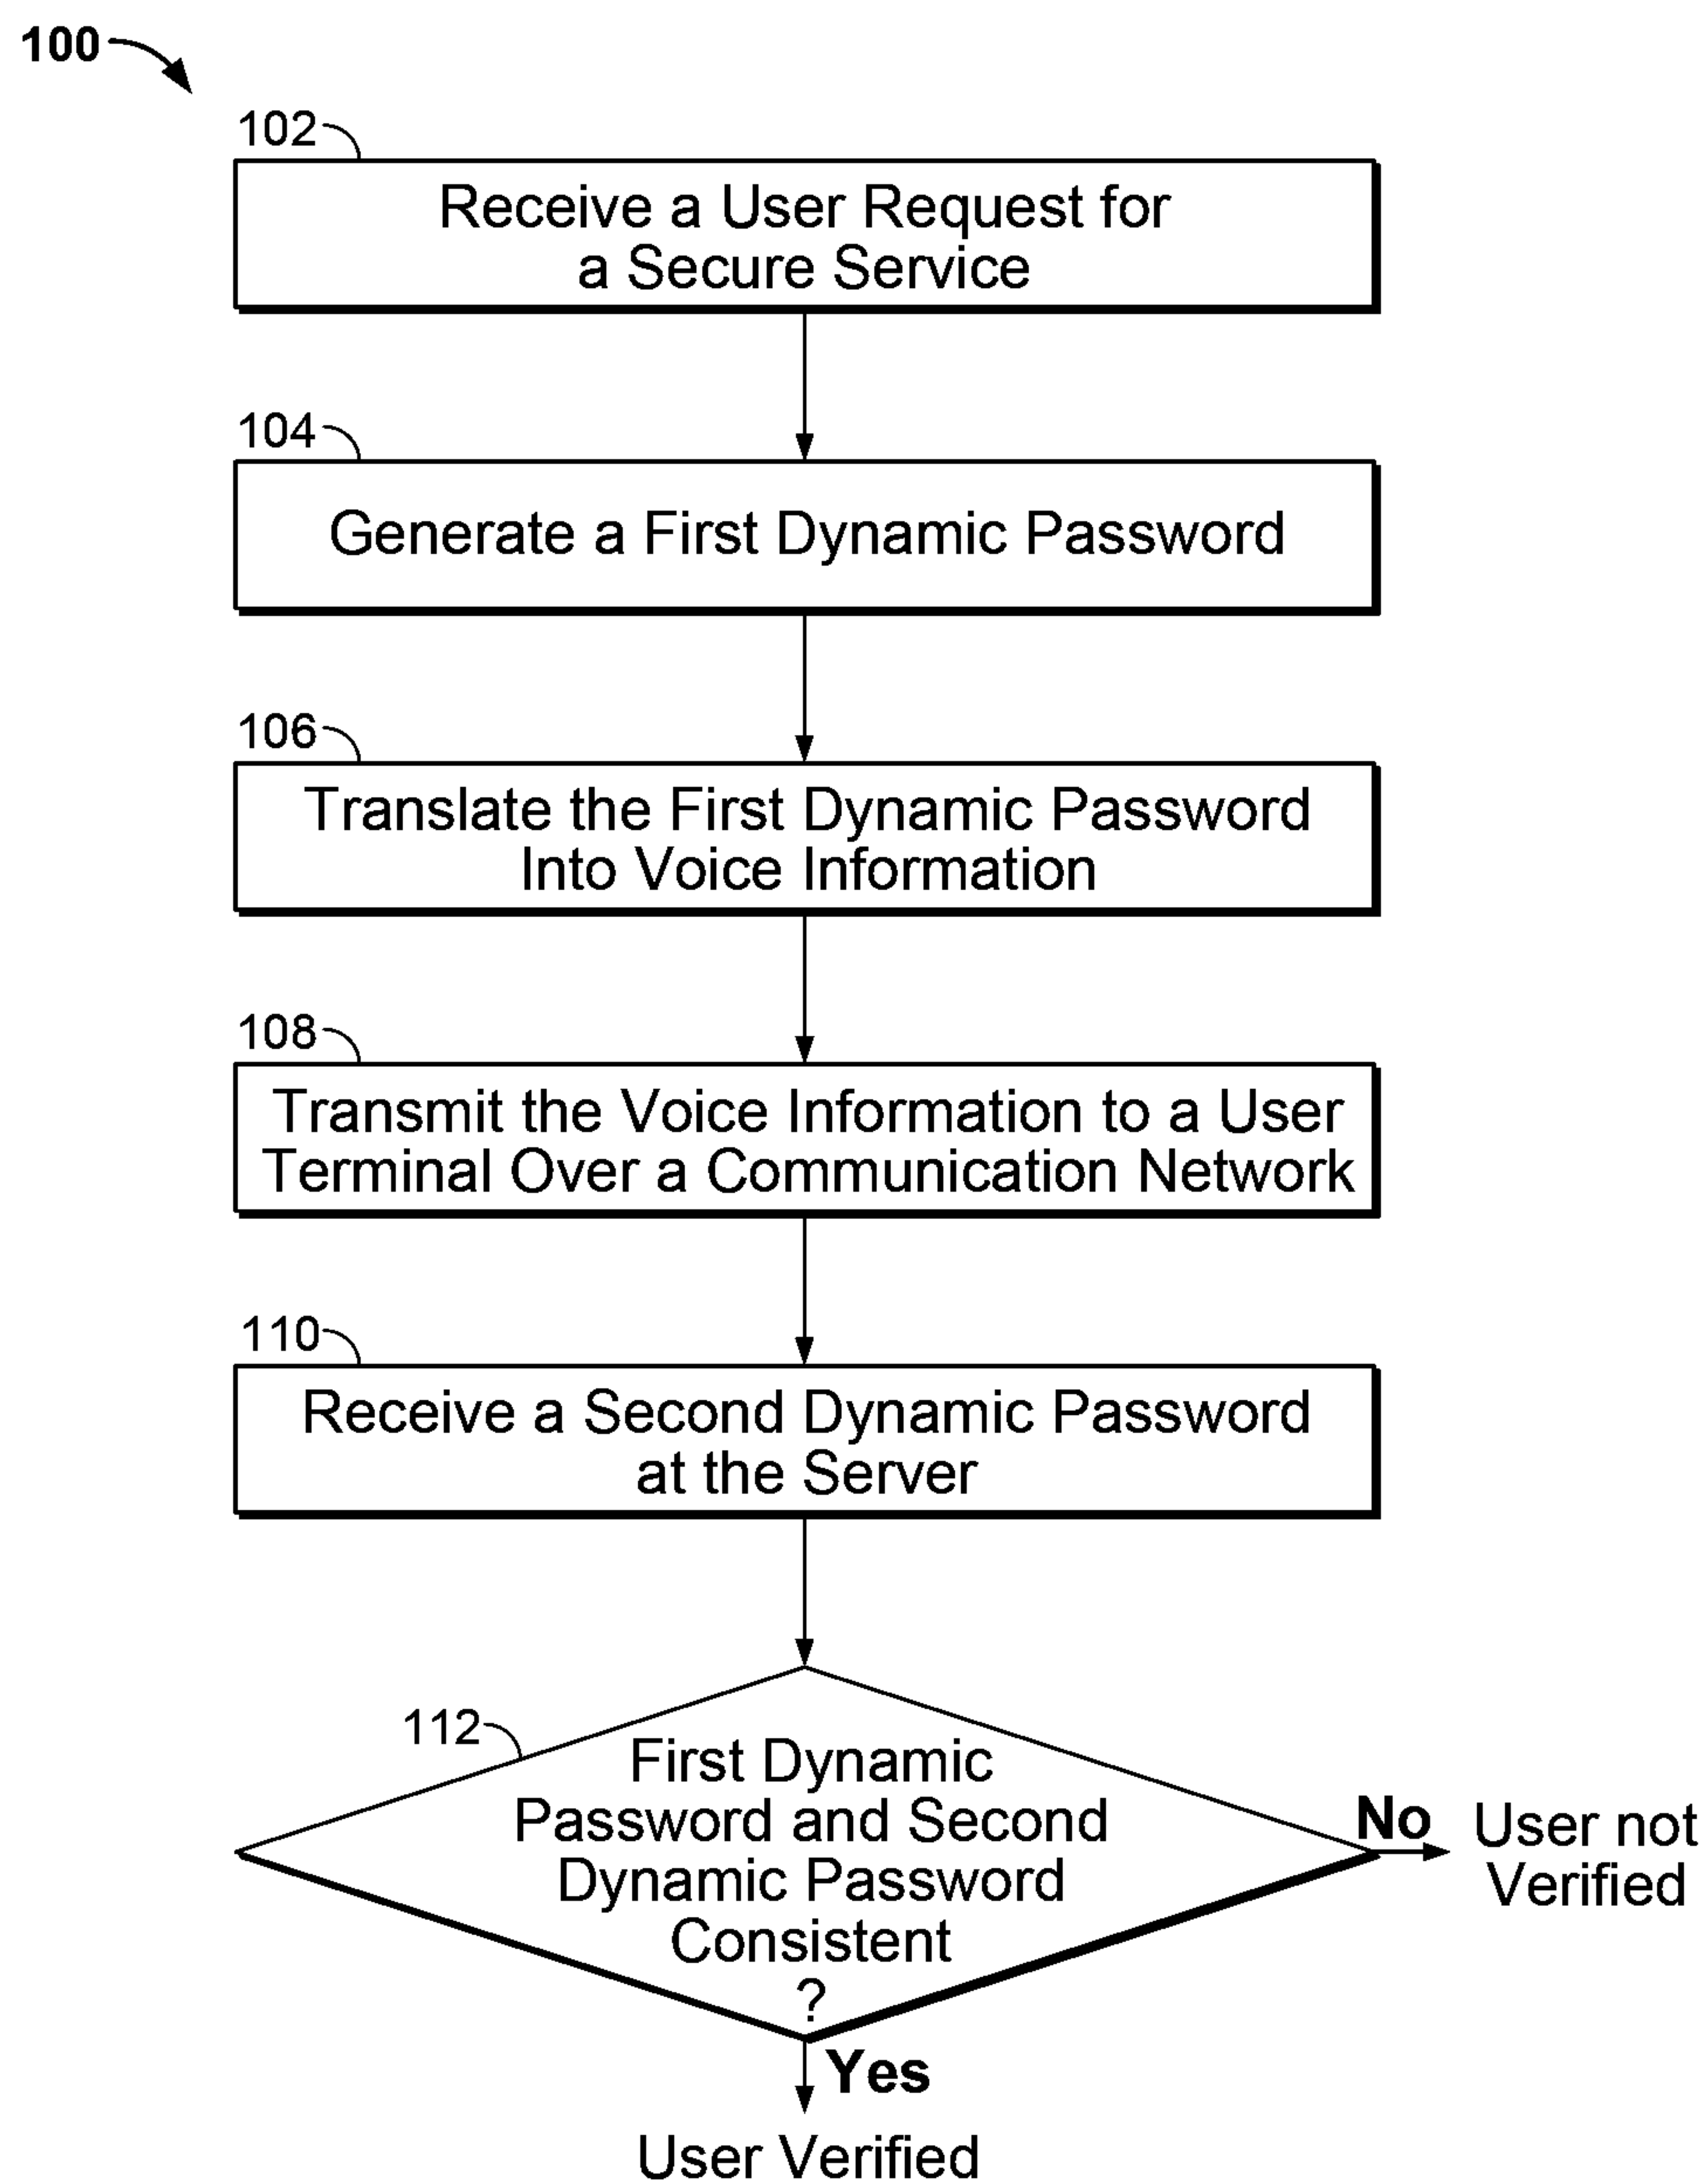 100
102
Receive a User Request for
a Secure Service
104
Generate a First Dynamic Password
106
Translate the First Dynamic Password
Into Voice Information
108
Transmit the Voice Information to a User
Terminal Over a Communication Network
110
Receive a Second Dynamic Password
at the Server
112
First Dynamic
Password and Second
Dynamic Password
Consistent
?
No
User not
Verified
Yes
User Verified